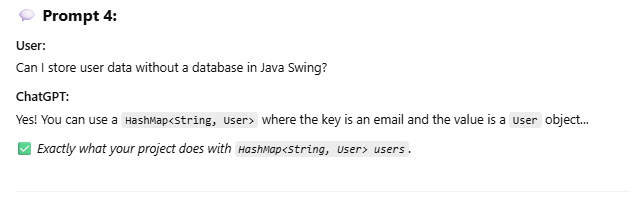 💬 Prompt 4:
User:
Can I store user data without a database in Java Swing?
ChatGPT:
Yes! You can use a HashMap<String, User> where the key is an email and the value is a User object...
✅ Exactly what your project does with HashMap<String, User> users.